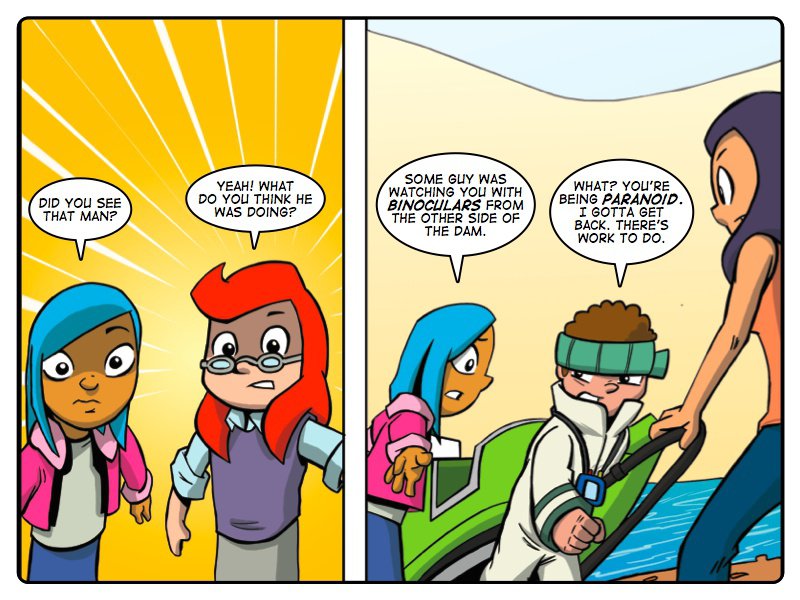 DID YOU SEE
THAT MAN?
YEAH! WHAT
DO YOU THINK HE
WAS DOING?
SOME GUY WAS
WATCHING YOU WITH
BINOCULARS FROM
THE OTHER SIDE OF
THE DAM.
WHAT? YOU'RE
BEING PARANOID.
I GOTTA GET
BACK. THERE'S
WORK TO DO.